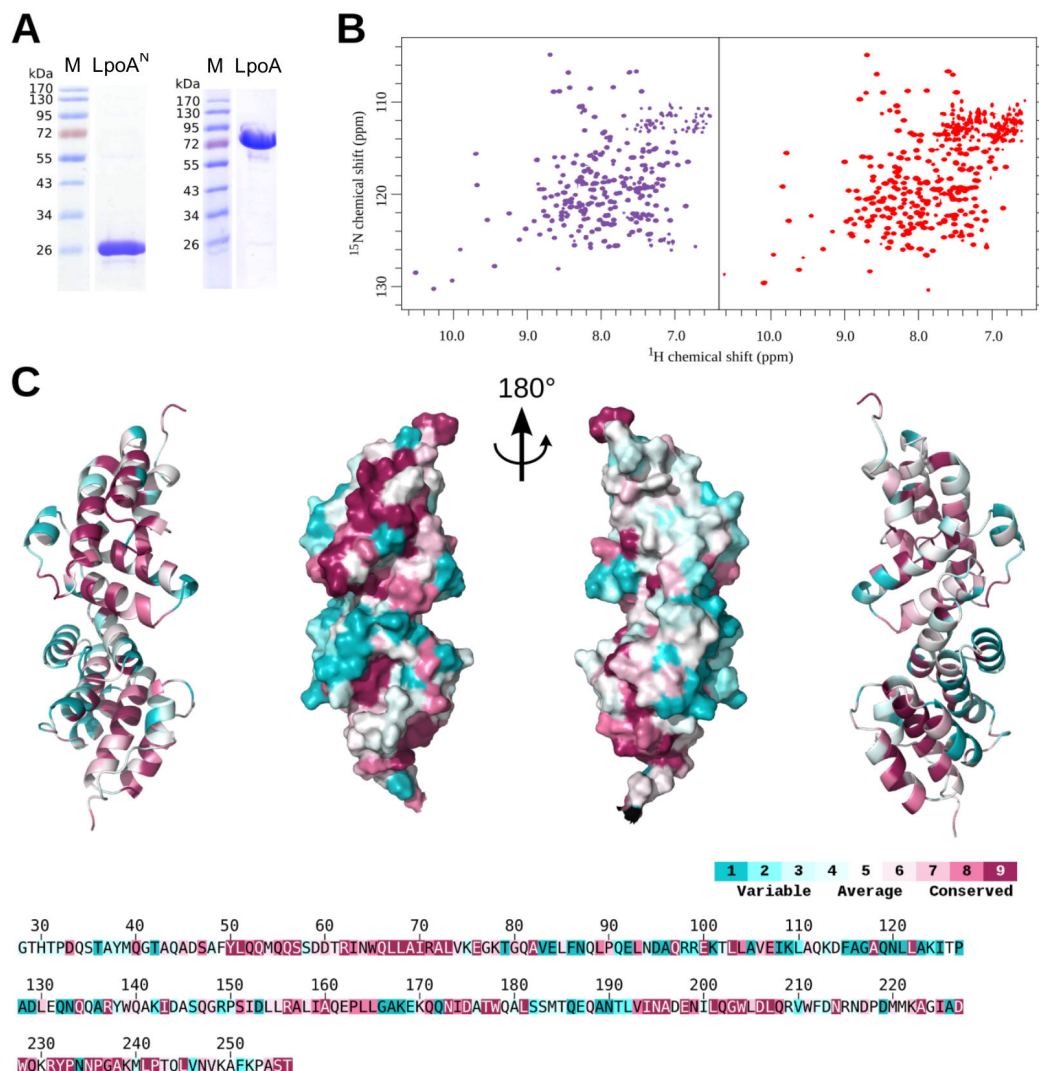 A
B
M LpoAᴺ M LpoA
kDa
170
130
95
72
55
43
34
26
kDa
170
130
95
72
55
43
34
26
110
120
130
¹⁵N chemical shift (ppm)
10.0 9.0 8.0 7.0 10.0 9.0 8.0 7.0
¹H chemical shift (ppm)
C
180°
1 2 3 4 5 6 7 8 9
Variable Average Conserved
30 40 50 60 70 80 90 100 110 120
GTHTPDQSTAYMQGTAQADSAFYLQQMQQSSDDTRINWQLLAIRALVKEGKTGQAVELFNQLPQELNDAQRREKTLLAVEIKLAQKDFAGAQNLLAKITP
130 140 150 160 170 180 190 200 210 220
ADLEQNQQARYWQAKIDASQGRPSIDLLRALIAQEPLLGAKEKQQNIDATWQALSSMTQEQANTLVINADENILQGWLDLQRVWFDNRNDPDMMKAGIAD
230 240 250
WQKRYPNNPGAKMLPTQLVNVKAFKPAST